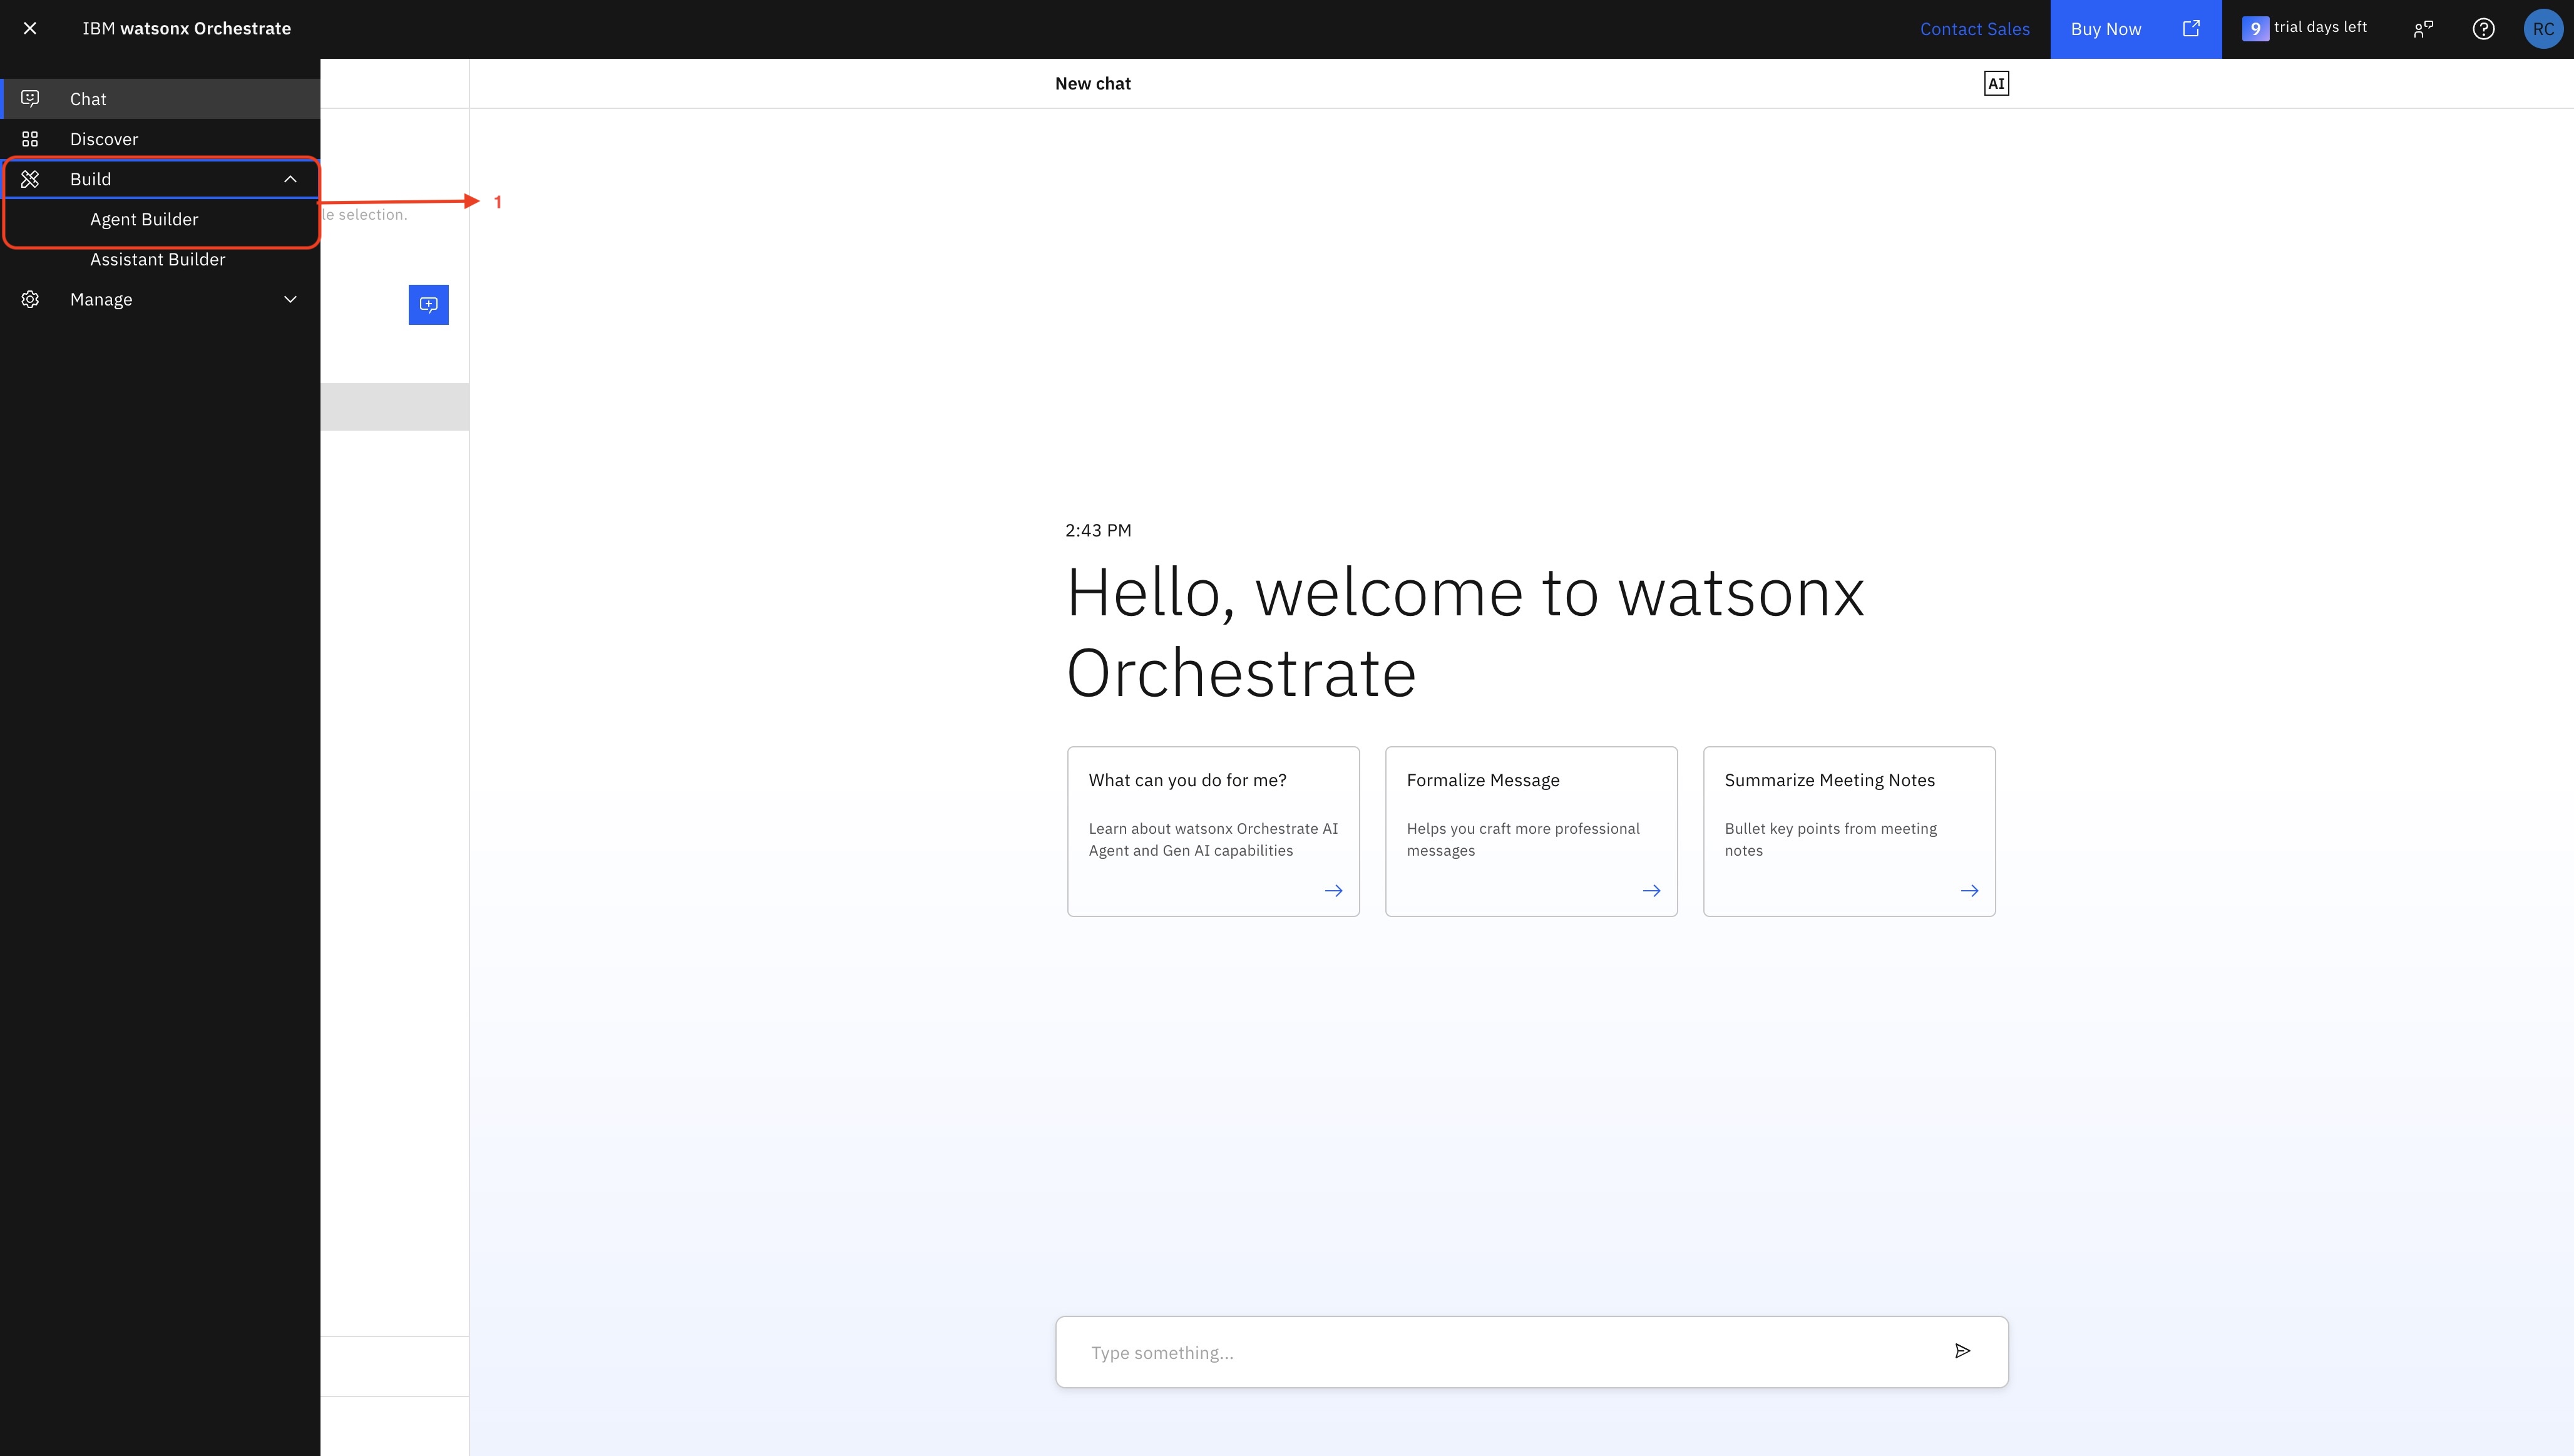 IBM watsonx Orchestrate
Contact Sales
Buy Now
9 trial days left
RC
Chat
Discover
Build
Agent Builder
Assistant Builder
Manage
1
le selection.
New chat
AI
2:43 PM
Hello, welcome to watsonx
Orchestrate
What can you do for me?
Learn about watsonx Orchestrate AI
Agent and Gen AI capabilities
Formalize Message
Helps you craft more professional
messages
Summarize Meeting Notes
Bullet key points from meeting
notes
Type something...